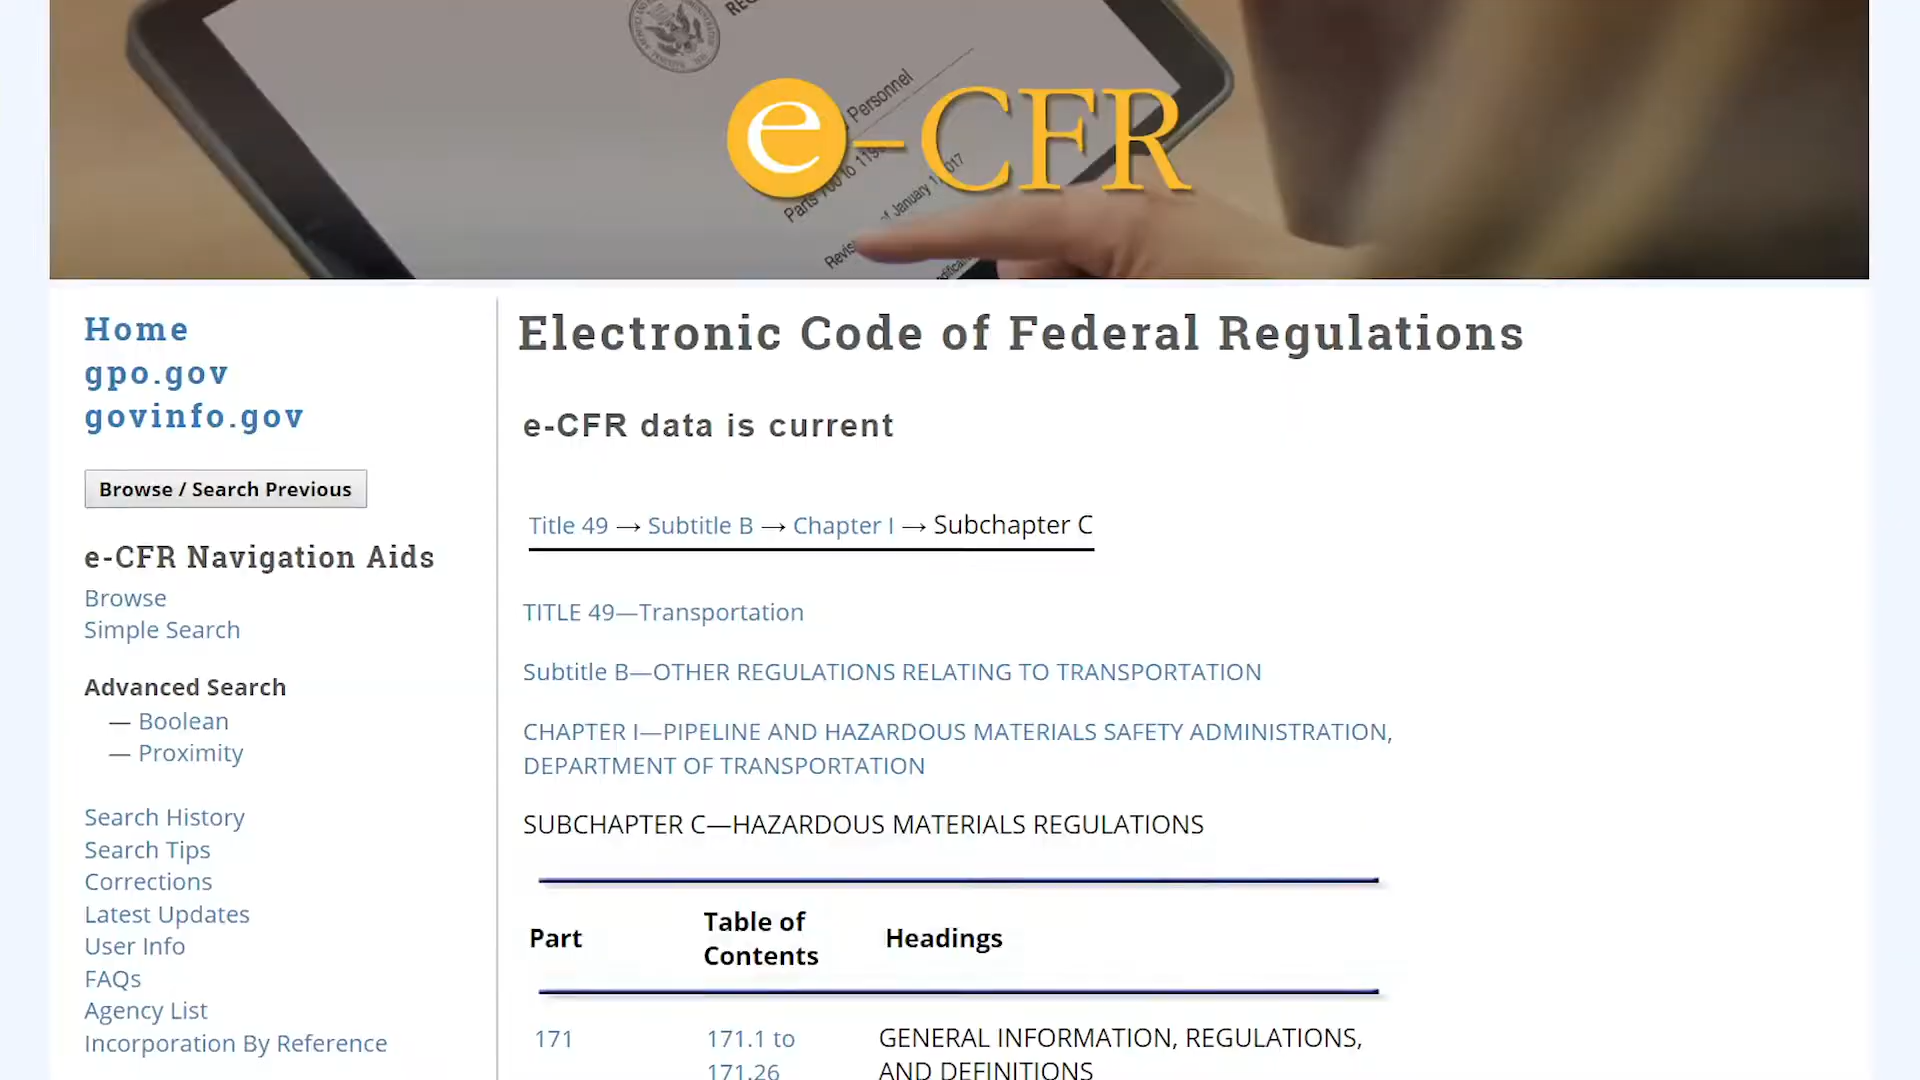 Personnel
e-CFR
Parts 700 to 1199
of January 1, 2017
Home
gpo.gov
govinfo.gov
Browse / Search Previous
e-CFR Navigation Aids
Browse
Simple Search
Advanced Search
— Boolean
— Proximity
Search History
Search Tips
Corrections
Latest Updates
User Info
FAQs
Agency List
Incorporation By Reference
Electronic Code of Federal Regulations
e-CFR data is current
Title 49 → Subtitle B → Chapter I → Subchapter C
TITLE 49—Transportation
Subtitle B—OTHER REGULATIONS RELATING TO TRANSPORTATION
CHAPTER I—PIPELINE AND HAZARDOUS MATERIALS SAFETY ADMINISTRATION,
DEPARTMENT OF TRANSPORTATION
SUBCHAPTER C—HAZARDOUS MATERIALS REGULATIONS
Part Table of Contents Headings
171 171.1 to 171.26 GENERAL INFORMATION, REGULATIONS,
AND DEFINITIONS